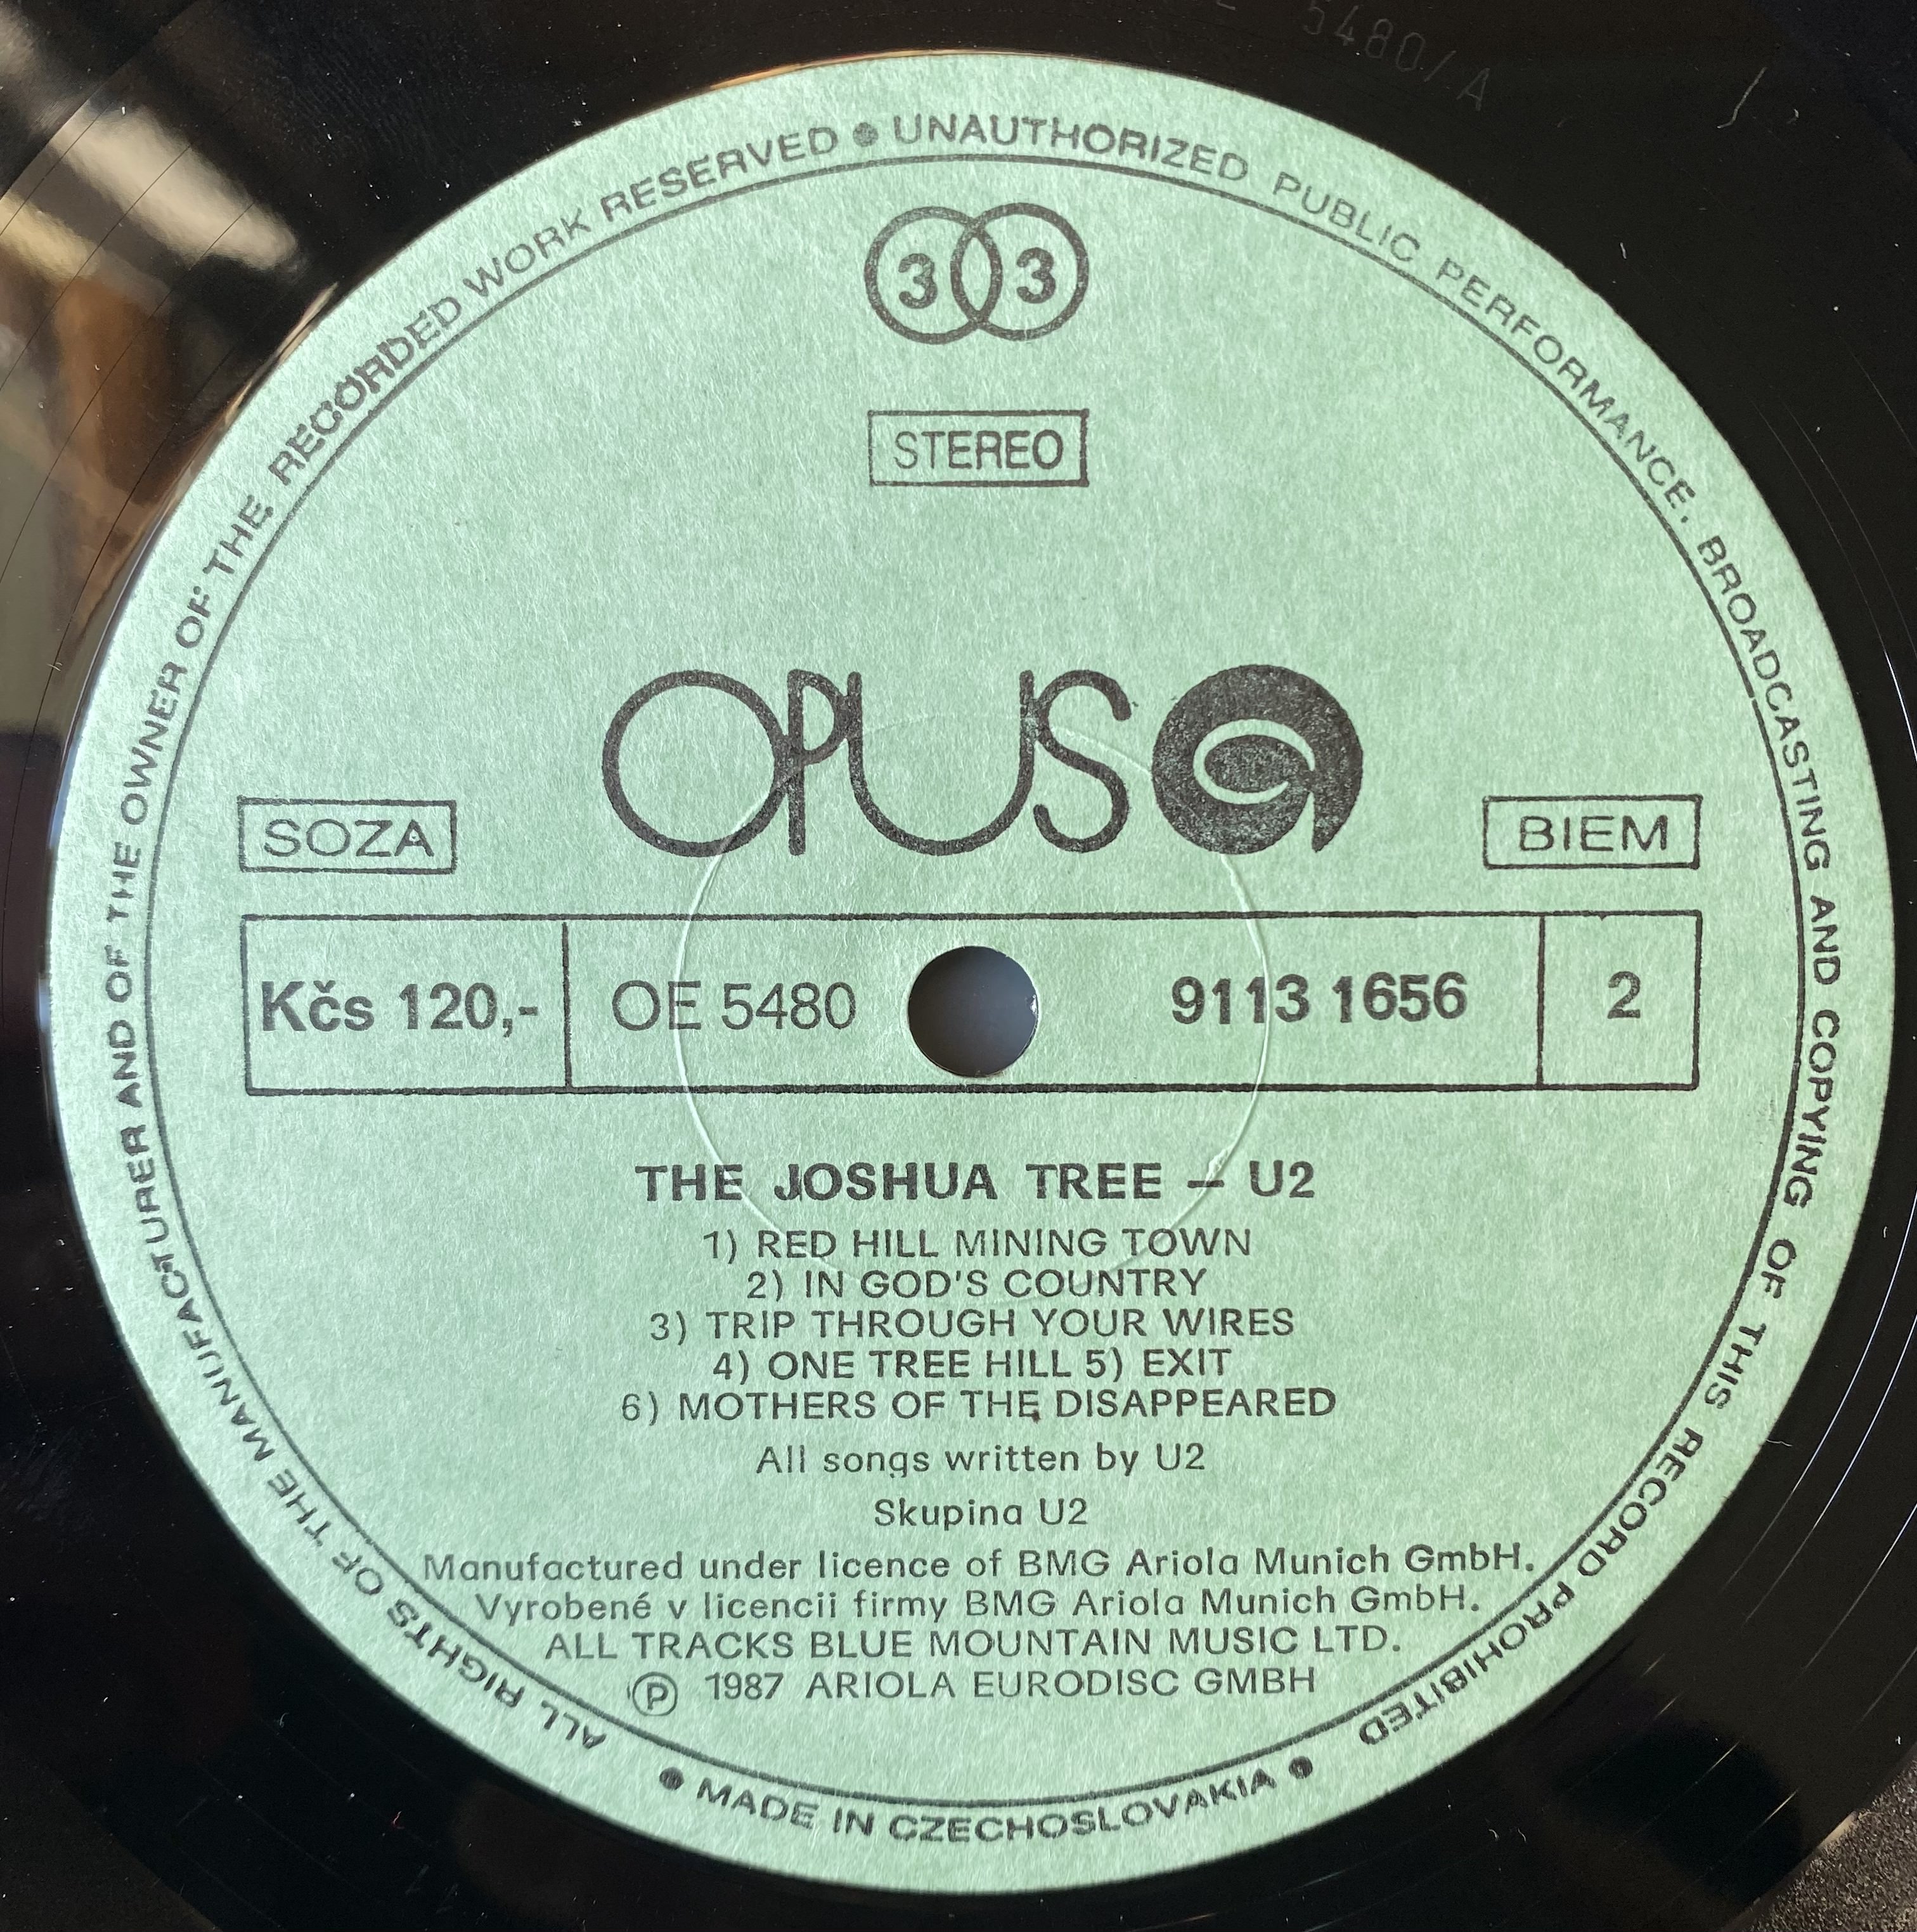 5480/A
ALL RIGHTS OF THE MANUFACTURER AND OF THE OWNER OF THE RECORDED WORK RESERVED ● UNAUTHORIZED PUBLIC PERFORMANCE. BROADCASTING AND COPYING OF THIS RECORD PROHIBITED
33
STEREO
OPUS
SOZA
BIEM
Kčs 120,- OE 5480 9113 1656 2
THE JOSHUA TREE – U2
1) RED HILL MINING TOWN
2) IN GOD'S COUNTRY
3) TRIP THROUGH YOUR WIRES
4) ONE TREE HILL 5) EXIT
6) MOTHERS OF THE DISAPPEARED
All songs written by U2
Skupina U2
Manufactured under licence of BMG Ariola Munich GmbH.
Vyrobené v licencii firmy BMG Ariola Munich GmbH.
ALL TRACKS BLUE MOUNTAIN MUSIC LTD.
Ⓟ 1987 ARIOLA EURODISC GMBH
● MADE IN CZECHOSLOVAKIA ●